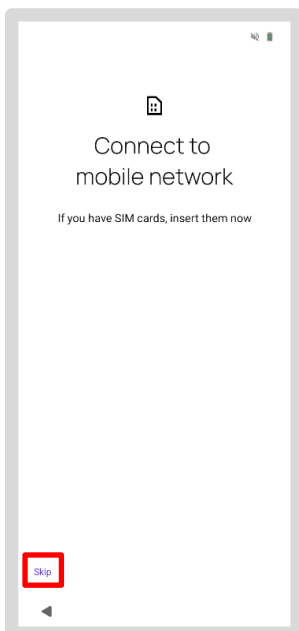 Connect to
mobile network
If you have SIM cards, insert them now
Skip